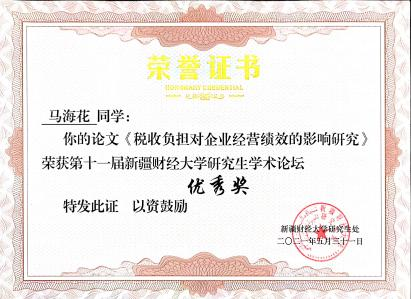 荣誉证书
HONORARY CREDENTIAL
马海花 同学：
你的论文《税收负担对企业经营绩效的影响研究》
荣获第十一届新疆财经大学研究生学术论坛
优秀奖
特发此证 以资鼓励
新疆财经大学研究生处
二〇二一年五月三十一日